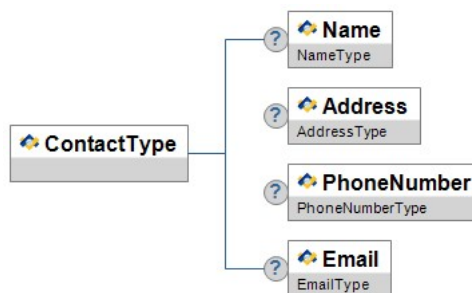 ? Name
NameType
? Address
AddressType
ContactType
? PhoneNumber
PhoneNumberType
? Email
EmailType